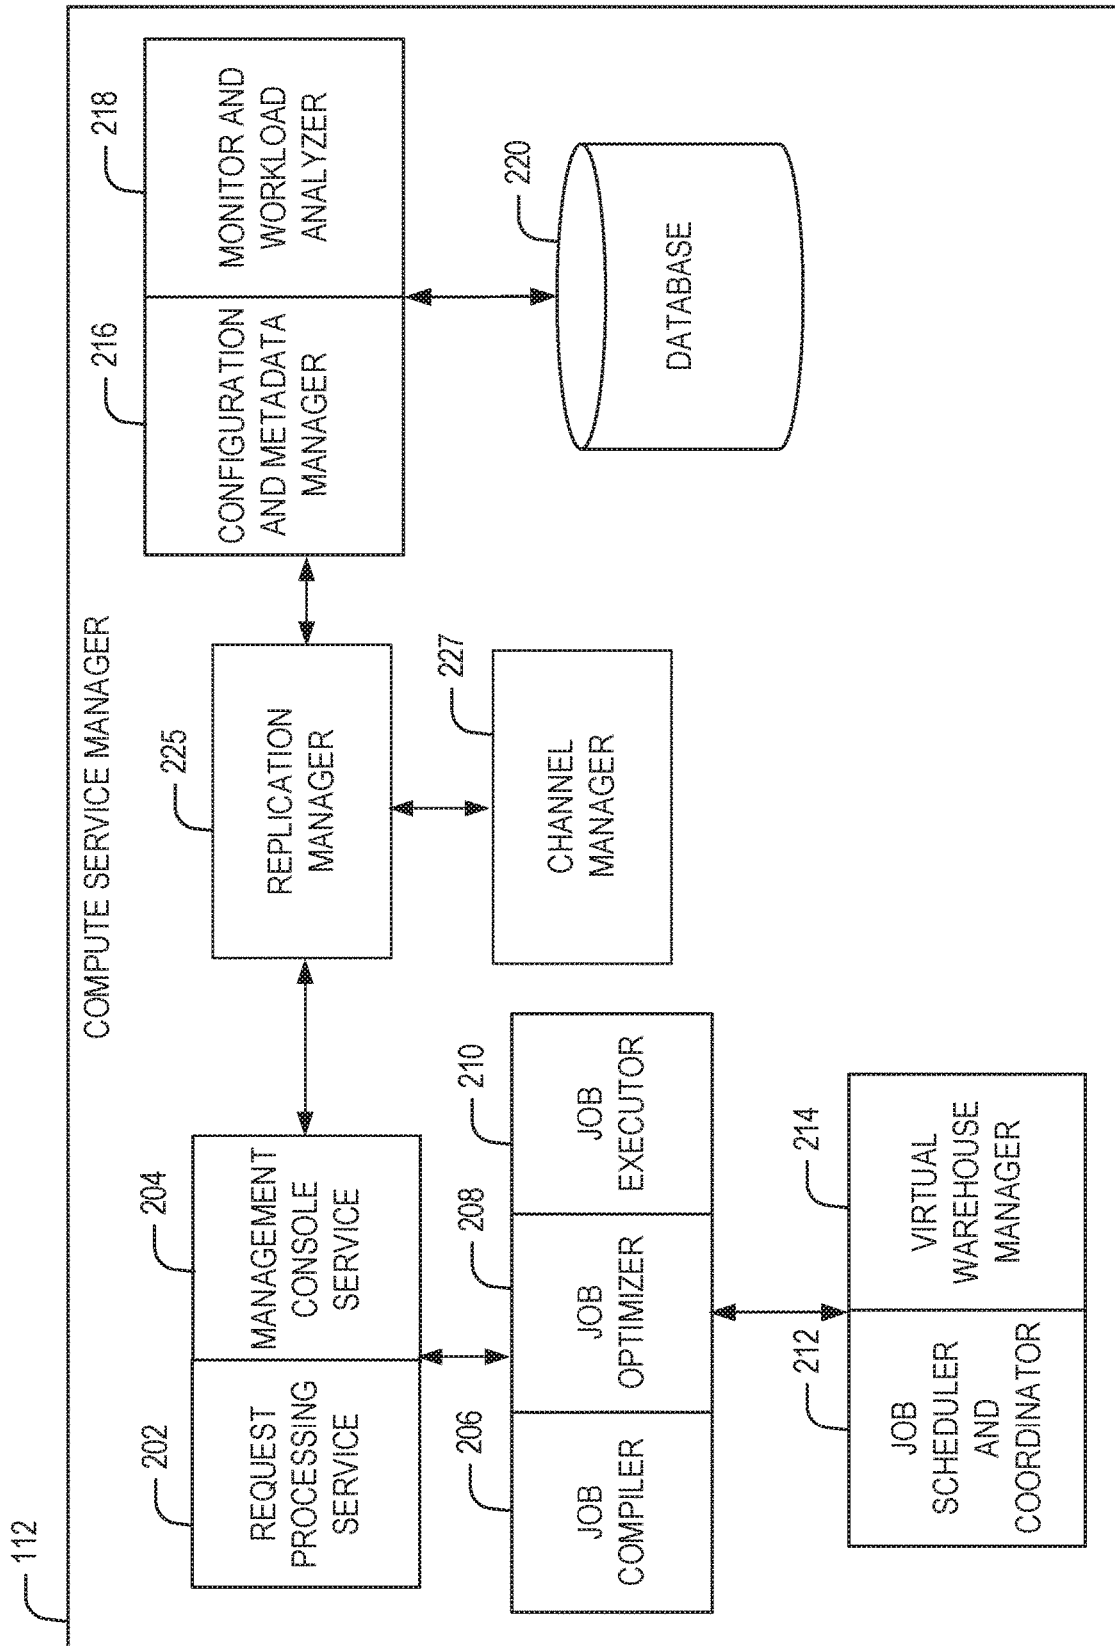 112
COMPUTE SERVICE MANAGER
202
REQUEST
PROCESSING
SERVICE
204
MANAGEMENT
CONSOLE
SERVICE
225
REPLICATION
MANAGER
216
CONFIGURATION
AND METADATA
MANAGER
218
MONITOR AND
WORKLOAD
ANALYZER
206
JOB
COMPILER
208
JOB
OPTIMIZER
210
JOB
EXECUTOR
227
CHANNEL
MANAGER
220
DATABASE
212
JOB
SCHEDULER
AND
COORDINATOR
214
VIRTUAL
WAREHOUSE
MANAGER